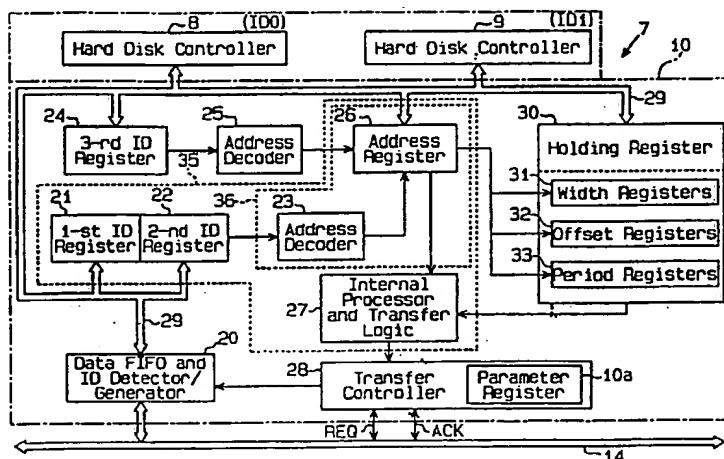 8
(ID0)
Hard Disk Controller
9
(ID1)
Hard Disk Controller
7
10
24
3-rd ID
Register
25
Address
Decoder
26
Address
Register
29
30
Holding Register
31
Width Registers
32
Offset Registers
33
Period Registers
35
36
21
1-st ID
Register
22
2-nd ID
Register
23
Address
Decoder
27
Internal
Processor
and Transfer
Logic
29
20
Data FIFO and
ID Detector/
Generator
28
Transfer
Controller
Parameter
Register
10a
REQ
ACK
14